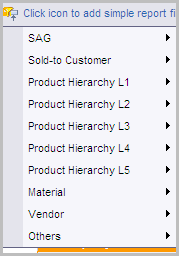 Click icon to add simple report fi
SAG
Sold-to Customer
Product Hierarchy L1
Product Hierarchy L2
Product Hierarchy L3
Product Hierarchy L4
Product Hierarchy L5
Material
Vendor
Others